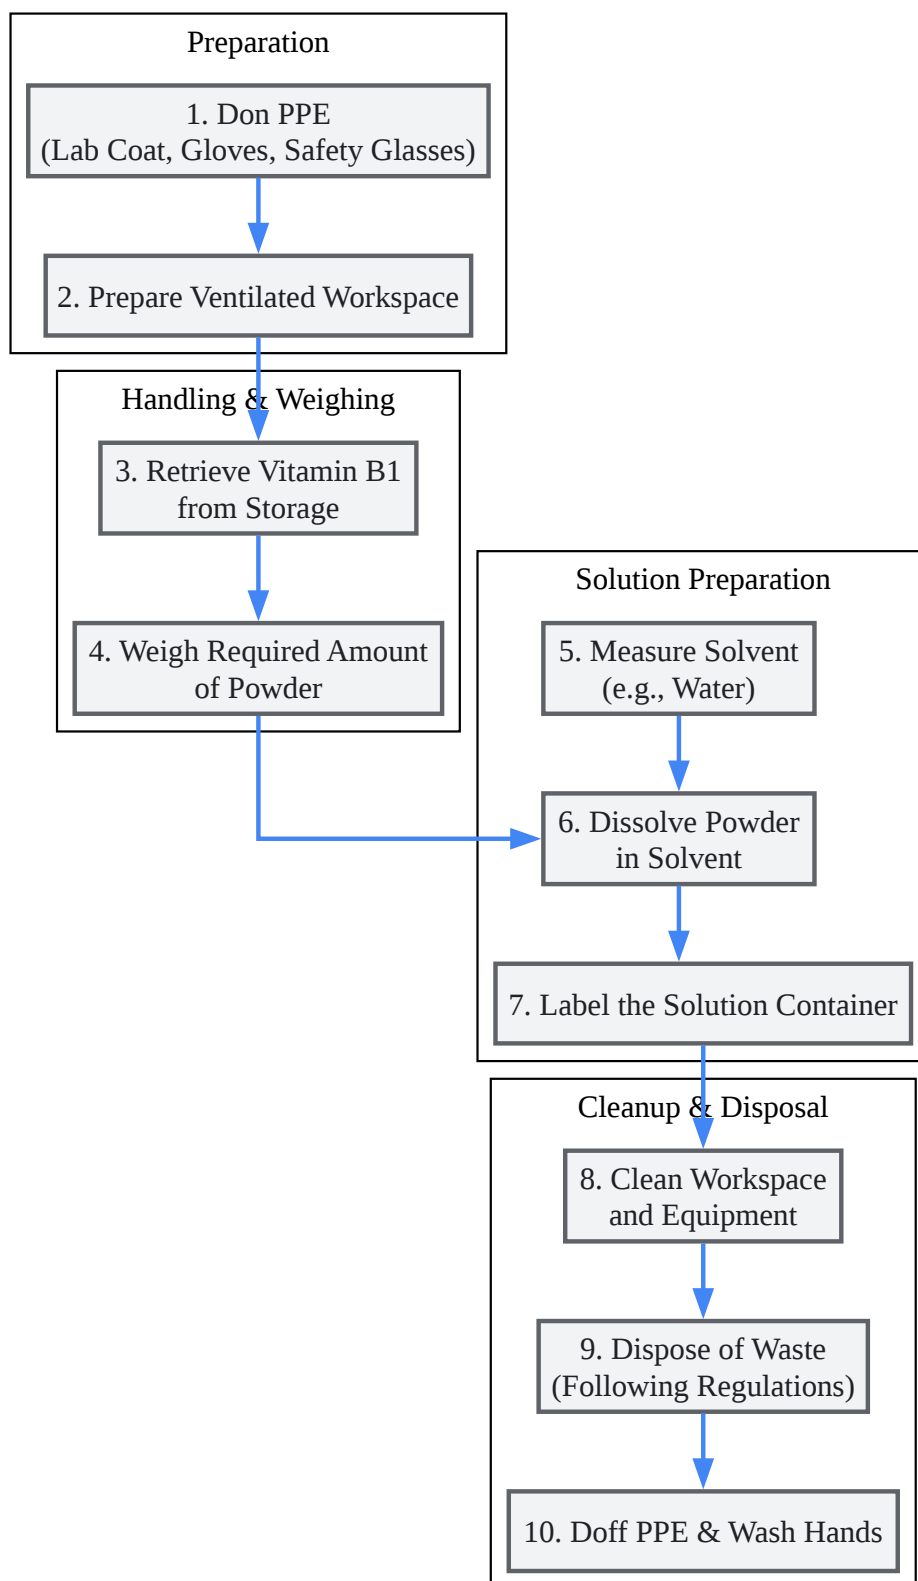 Preparation
1. Don PPE
(Lab Coat, Gloves, Safety Glasses)
2. Prepare Ventilated Workspace
Handling & Weighing
3. Retrieve Vitamin B1
from Storage
4. Weigh Required Amount
of Powder
Solution Preparation
5. Measure Solvent
(e.g., Water)
6. Dissolve Powder
in Solvent
7. Label the Solution Container
Cleanup & Disposal
8. Clean Workspace
and Equipment
9. Dispose of Waste
(Following Regulations)
10. Doff PPE & Wash Hands